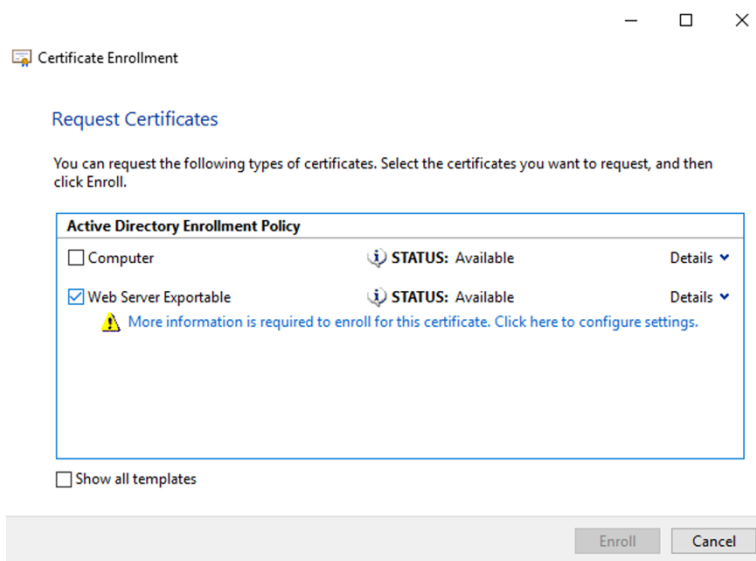 Certificate Enrollment
Request Certificates
You can request the following types of certificates. Select the certificates you want to request, and then
click Enroll.
Active Directory Enrollment Policy
Computer STATUS: Available Details
Web Server Exportable STATUS: Available Details
More information is required to enroll for this certificate. Click here to configure settings.
Show all templates
Enroll Cancel